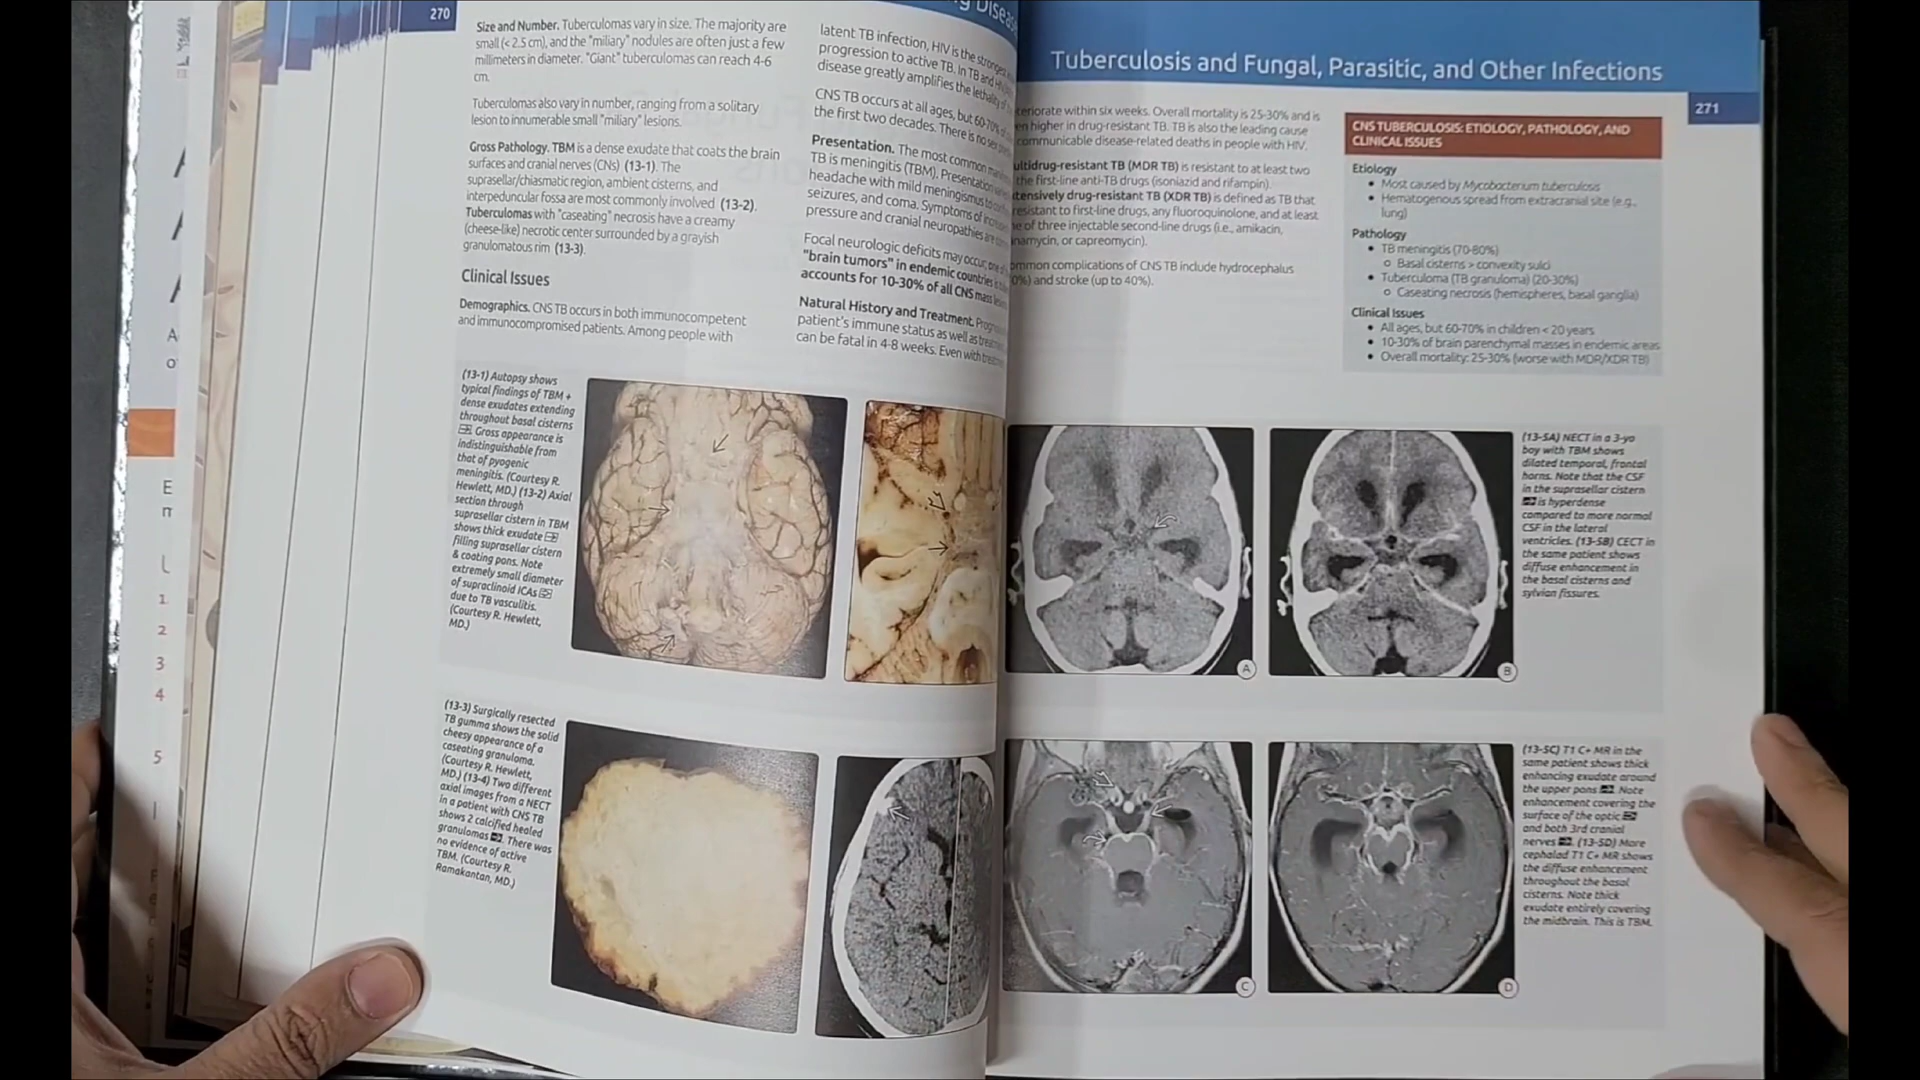 270
Size and Number. Tuberculomas vary in size. The majority are
small (< 2.5 cm), and the "miliary" nodules are often just a few
millimeters in diameter. "Giant" tuberculomas can reach 4-6
cm.
Tuberculomas also vary in number, ranging from a solitary
lesion to innumerable small "miliary" lesions.
Gross Pathology. TBM is a dense exudate that coats the brain
surfaces and cranial nerves (CNs) (13-1). The
suprasellar/chiasmatic region, ambient cisterns, and
interpeduncular fossa are most commonly involved (13-2).
Tuberculomas with "caseating" necrosis have a creamy
(cheese-like) necrotic center surrounded by a grayish
granulomatous rim (13-3).
Clinical Issues
Demographics. CNS TB occurs in both immunocompetent
and immunocompromised patients. Among people with
latent TB infection, HIV is the strongest
progression to active TB. In TB and
disease greatly amplifies the lethality
CNS TB occurs at all ages, but 60-70%
the first two decades. There is no sex
Presentation. The most common
TB is meningitis (TBM). Presentation
headache with mild meningismus to
seizures, and coma. Symptoms of
pressure and cranial neuropathies are
Focal neurologic deficits may occur,
"brain tumors" in endemic countries
accounts for 10-30% of all CNS mass
Natural History and Treatment.
patient's immune status as well as
can be fatal in 4-8 weeks. Even with
(13-1) Autopsy shows
typical findings of TBM +
dense exudates extending
throughout basal cisterns
. Gross appearance is
indistinguishable from
that of pyogenic
meningitis. (Courtesy R.
Hewlett, MD.) (13-2) Axial
section through
suprasellar cistern in TBM
shows thick exudate
filling suprasellar cistern
& coating pons. Note
extremely small diameter
of supraclinoid ICAs
due to TB vasculitis.
(Courtesy R. Hewlett,
MD.)
(13-3) Surgically resected
TB gumma shows the solid
cheesy appearance of a
caseating granuloma.
(Courtesy R. Hewlett,
MD.) (13-4) Two different
axial images from a NECT
in a patient with CNS TB
shows 2 calcified healed
granulomas . There was
no evidence of active
TBM. (Courtesy R.
Ramakantan, MD.)
Tuberculosis and Fungal, Parasitic, and Other Infections
271
within six weeks. Overall mortality is 25-30% and is
higher in drug-resistant TB. TB is also the leading cause
communicable disease-related deaths in people with HIV.
TB (MDR TB) is resistant to at least two
the first-line anti-TB drugs (isoniazid and rifampin).
drug-resistant TB (XDR TB) is defined as TB that
resistant to first-line drugs, any fluoroquinolone, and at least
of three injectable second-line drugs (i.e., amikacin,
or capreomycin).
complications of CNS TB include hydrocephalus
and stroke (up to 40%).
CNS TUBERCULOSIS: ETIOLOGY, PATHOLOGY, AND
CLINICAL ISSUES
Etiology
• Most caused by Mycobacterium tuberculosis
• Hematogenous spread from extracranial site (e.g.,
lung)
Pathology
• TB meningitis (70-80%)
○ Basal cisterns > convexity sulci
• Tuberculoma (TB granuloma) (20-30%)
○ Caseating necrosis (hemispheres, basal ganglia)
Clinical Issues
• All ages, but 60-70% in children < 20 years
• 10-30% of brain parenchymal masses in endemic areas
• Overall mortality: 25-30% (worse with MDR/XDR TB)
A
B
(13-5A) NECT in a 3-yo
boy with TBM shows
dilated temporal, frontal
horns. Note that the CSF
in the suprasellar cistern
is hyperdense
compared to more normal
CSF in the lateral
ventricles. (13-5B) CECT in
the same patient shows
diffuse enhancement in
the basal cisterns and
sylvian fissures.
C
D
(13-5C) T1 C+ MR in the
same patient shows thick
enhancing exudate around
the upper pons . Note
enhancement covering the
surface of the optic
and both 3rd cranial
nerves . (13-5D) More
cephalad T1 C+ MR shows
the diffuse enhancement
throughout the basal
cisterns. Note thick
exudate entirely covering
the midbrain. This is TBM.
1
2
3
4
5